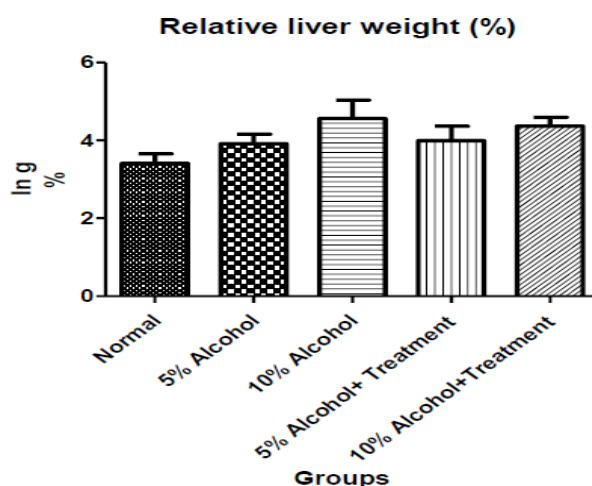 Relative liver weight (%)
In g
%
6
4
2
0
Normal
5% Alcohol
10% Alcohol
5% Alcohol+ Treatment
10% Alcohol+Treatment
Groups